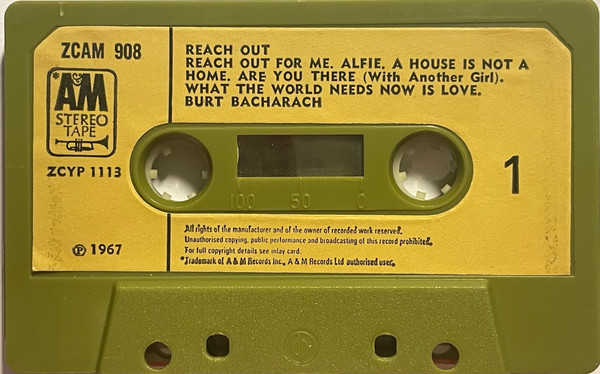 ZCAM 908
*A&M
STEREO
TAPE
ZCYP 1113
℗ 1967
REACH OUT
REACH OUT FOR ME. ALFIE. A HOUSE IS NOT A
HOME. ARE YOU THERE (With Another Girl).
WHAT THE WORLD NEEDS NOW IS LOVE.
BURT BACHARACH
100 50 0
1
All rights of the manufacturer and of the owner of recorded work reserved.
Unauthorised copying, public performance and broadcasting of this record prohibited.
For full copyright details see inlay card.
*Trademark of A & M Records Inc., A & M Records Ltd authorised user.
1